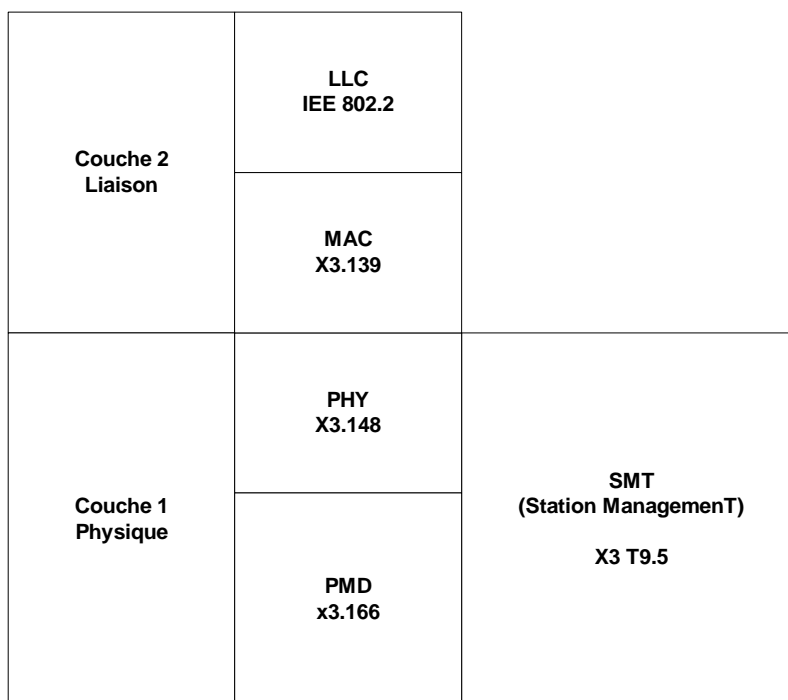 Couche 2
Liaison
LLC
IEE 802.2
MAC
X3.139
Couche 1
Physique
PHY
X3.148
PMD
x3.166
SMT
(Station ManagemenT)
X3 T9.5